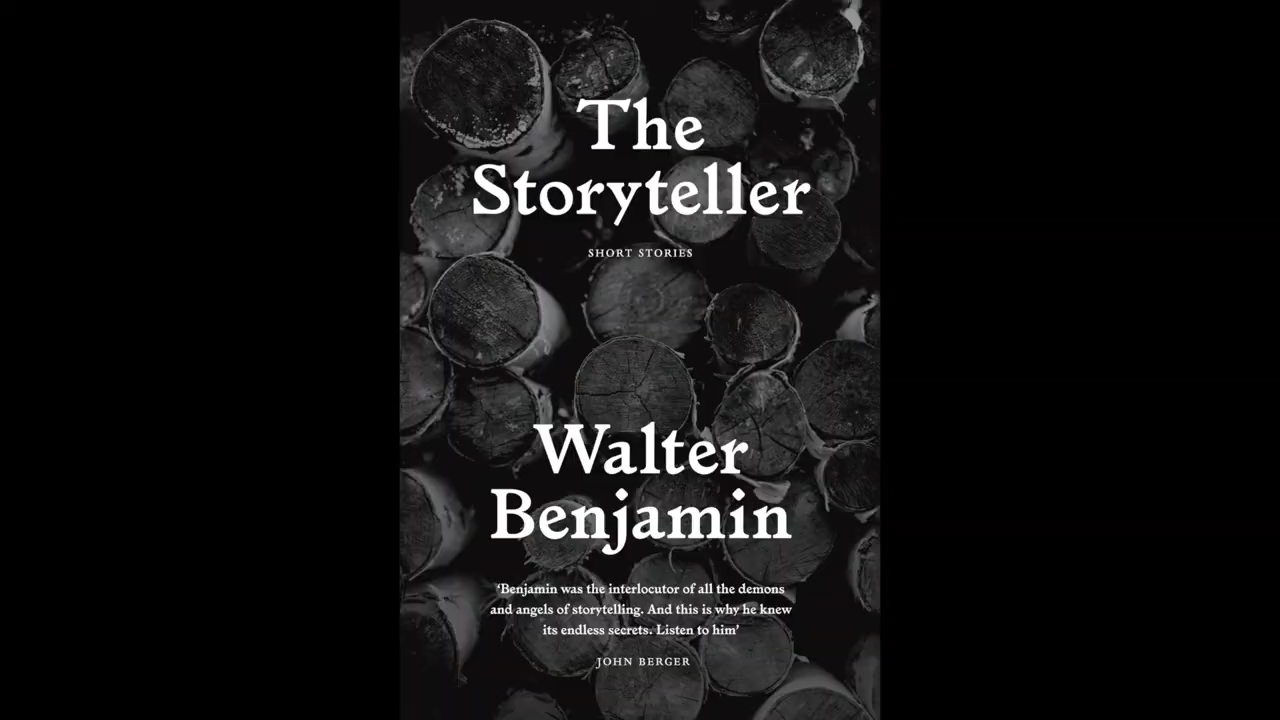 The
Storyteller
SHORT STORIES
Walter
Benjamin
‘Benjamin was the interlocutor of all the demons
and angels of storytelling. And this is why he knew
its endless secrets. Listen to him’
JOHN BERGER